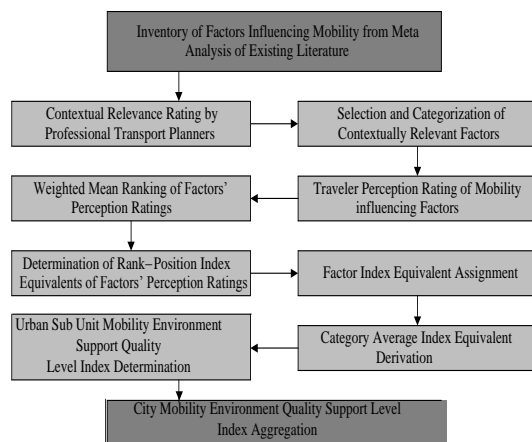 Inventory of Factors Influencing Mobility from Meta
Analysis of Existing Literature
Contextual Relevance Rating by
Professional Transport Planners
Selection and Categorization of
Contextually Relevant Factors
Traveler Perception Rating of Mobility
influencing Factors
Weighted Mean Ranking of Factors'
Perception Ratings
Determination of Rank−Position Index
Equivalents of Factors' Perception Ratings
Factor Index Equivalent Assignment
Category Average Index Equivalent
Derivation
Urban Sub Unit Mobility Environment
Support Quality
Level Index Determination
City Mobility Environment Quality Support Level
Index Aggregation